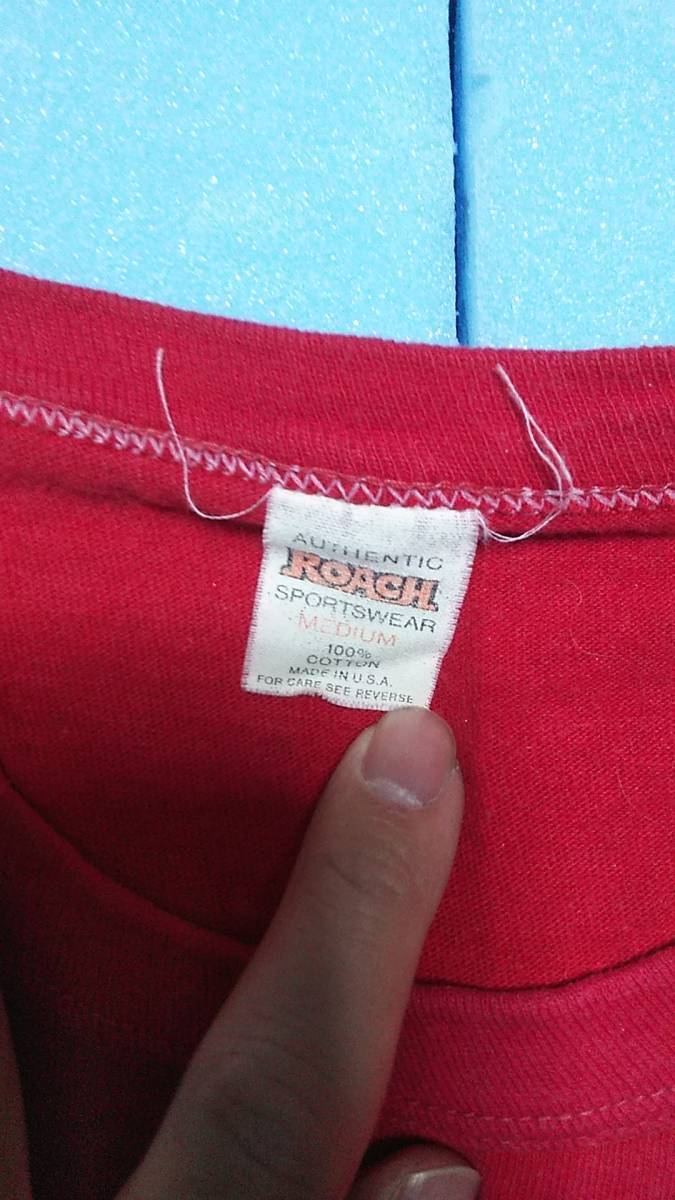 AUTHENTIC
ROACH
SPORTSWEAR
MEDIUM
100%
COTTON
MADE IN U.S.A.
FOR CARE SEE REVERSE